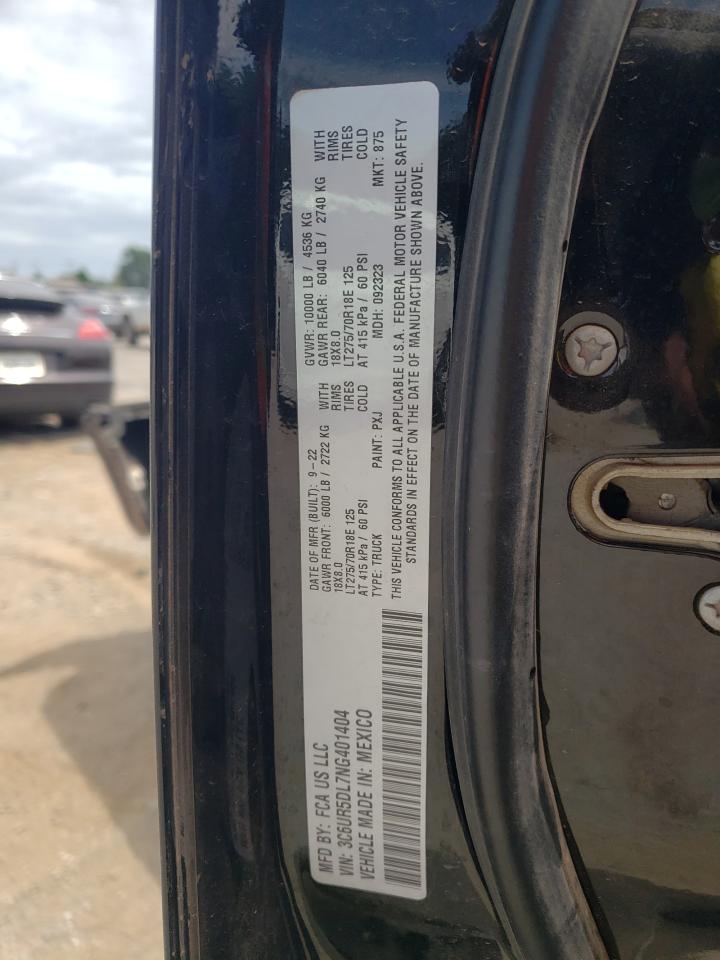 MFD BY: FCA US LLC
VIN: 3C6UR5DL7NG401404
VEHICLE MADE IN: MEXICO
DATE OF MFR (BUILT): 9-22 GVWR: 10000 LB / 4536 KG
GAWR FRONT: 6000 LB / 2722 KG WITH GAWR REAR: 6040 LB / 2740 KG WITH
18X8.0 RIMS 18X8.0 RIMS
LT275/70R18E 125 TIRES LT275/70R18E 125 TIRES
AT 415 kPa / 60 PSI COLD AT 415 kPa / 60 PSI COLD
TYPE: TRUCK PAINT: PXJ MDH: 092323 MKT: 875
THIS VEHICLE CONFORMS TO ALL APPLICABLE U.S.A. FEDERAL MOTOR VEHICLE SAFETY
STANDARDS IN EFFECT ON THE DATE OF MANUFACTURE SHOWN ABOVE.